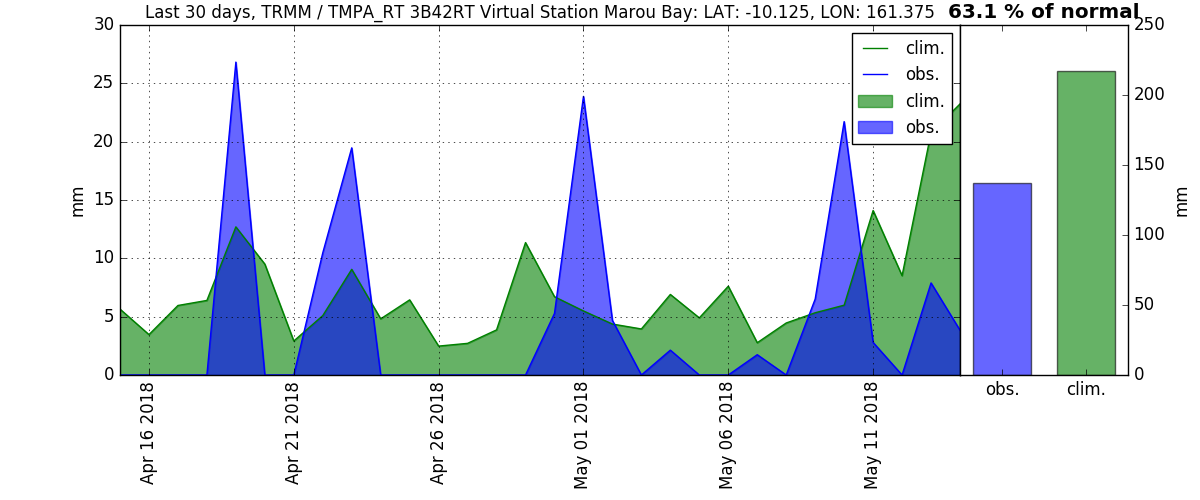 Last 30 days, TRMM / TMPA_RT 3B42RT Virtual Station Marou Bay: LAT: -10.125, LON: 161.375
63.1 % of normal
30
25
20
15
10
5
0
mm
clim.
obs.
clim.
obs.
250
200
150
100
50
0
mm
Apr 16 2018
Apr 21 2018
Apr 26 2018
May 01 2018
May 06 2018
May 11 2018
obs.
clim.